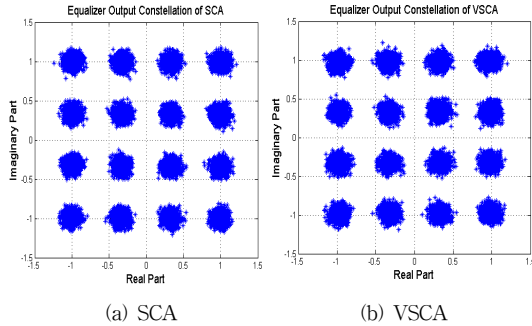 Equalizer Output Constellation of SCA
1.5
1
0.5
0
-0.5
-1
-1.5
Imaginary Part
-1.5 -1 -0.5 0 0.5 1 1.5
Real Part
(a) SCA
Equalizer Output Constellation of VSCA
1.5
1
0.5
0
-0.5
-1
-1.5
Imaginary Part
-1.5 -1 -0.5 0 0.5 1 1.5
Real Part
(b) VSCA